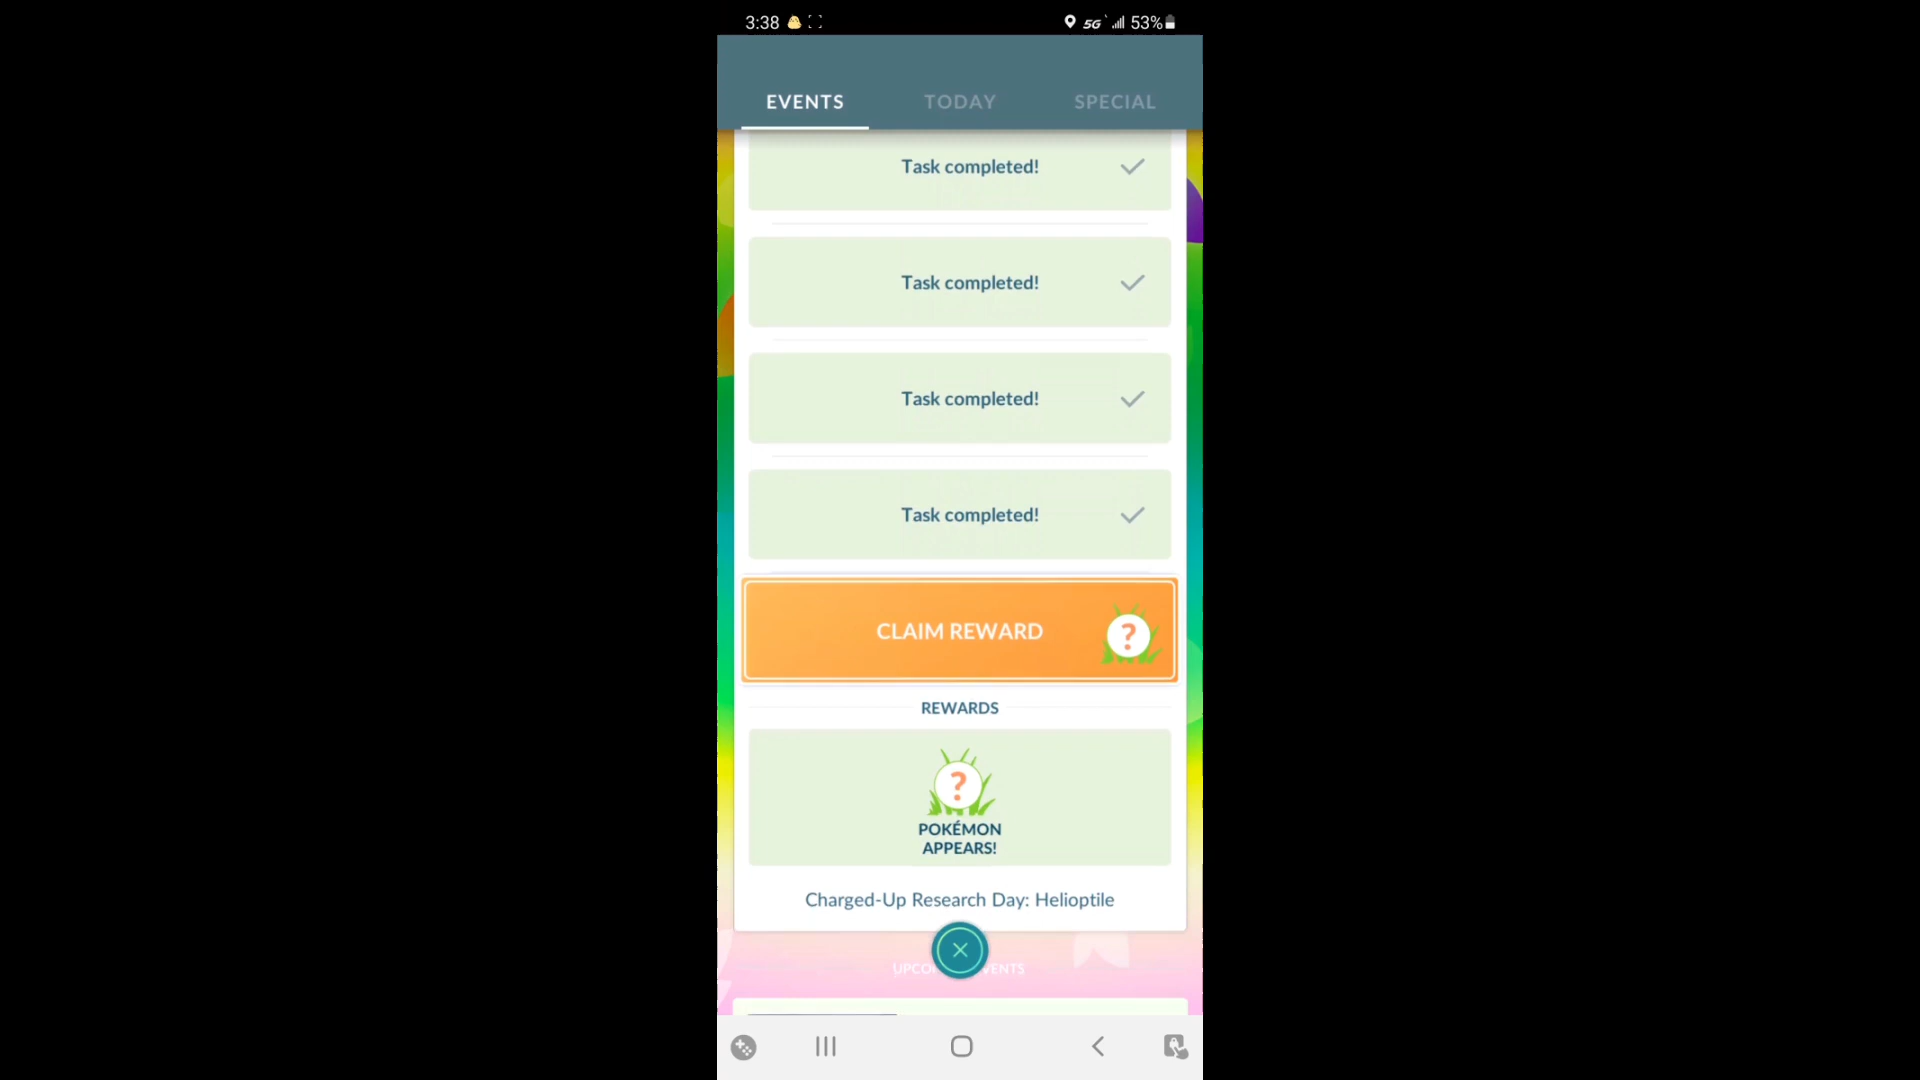 3:38
5G
53%
EVENTS
TODAY
SPECIAL
Task completed!
Task completed!
Task completed!
Task completed!
CLAIM REWARD
?
REWARDS
?
POKÉMON
APPEARS!
Charged-Up Research Day: Helioptile